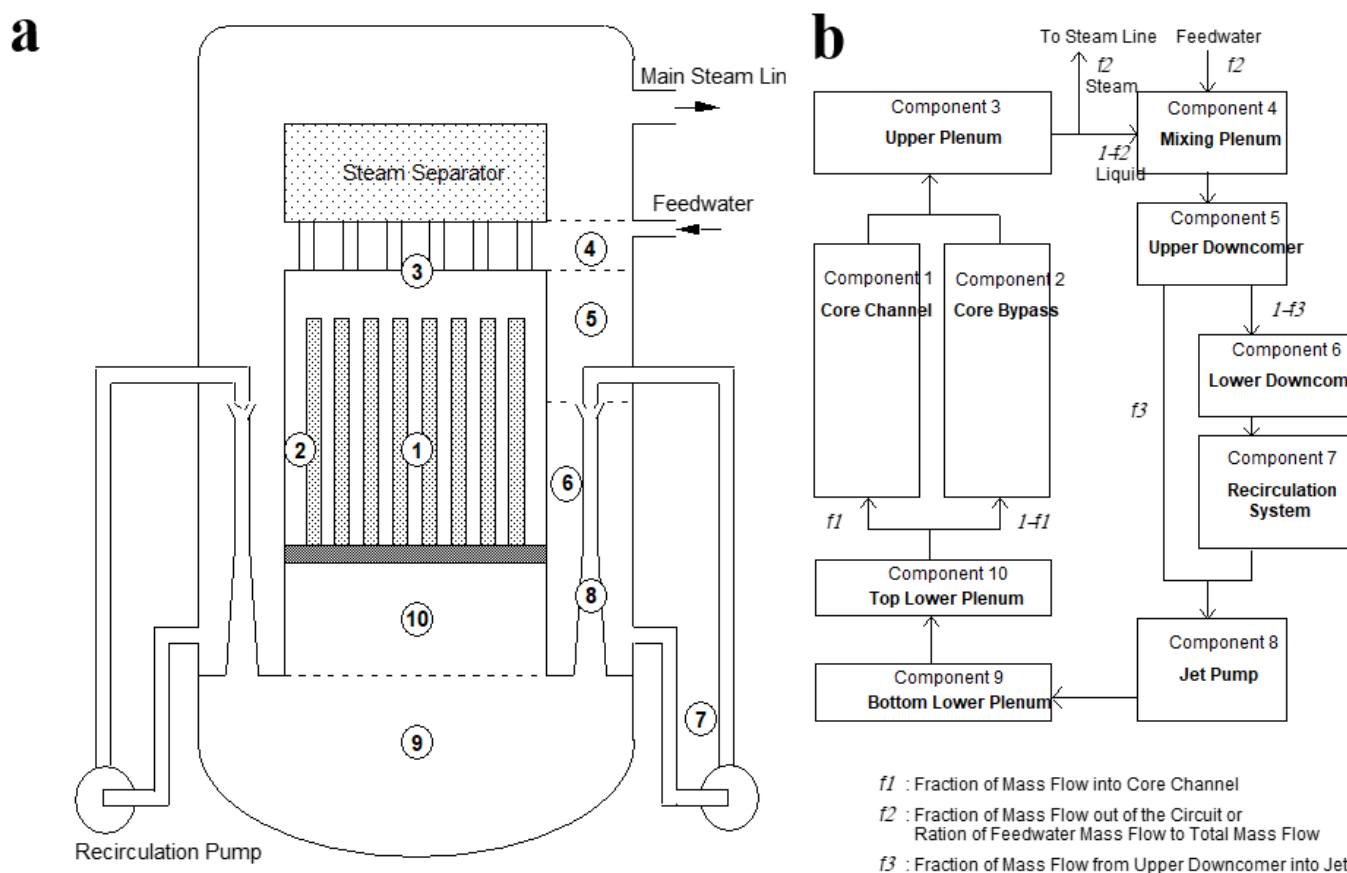 a
Main Steam Lin
Steam Separator
Feedwater
4
3
5
2
1
6
8
10
7
9
Recirculation Pump
b
To Steam Line
Feedwater
f2
f2
Steam
Component 3
Upper Plenum
Component 4
Mixing Plenum
1-f2
Liquid
Component 5
Upper Downcomer
Component 1
Core Channel
Component 2
Core Bypass
1-f3
Component 6
Lower Downcom
f3
Component 7
Recirculation
System
f1
1-f1
Component 10
Top Lower Plenum
Component 8
Jet Pump
Component 9
Bottom Lower Plenum
f1 : Fraction of Mass Flow into Core Channel
f2 : Fraction of Mass Flow out of the Circuit or
Ration of Feedwater Mass Flow to Total Mass Flow
f3 : Fraction of Mass Flow from Upper Downcomer into Jet